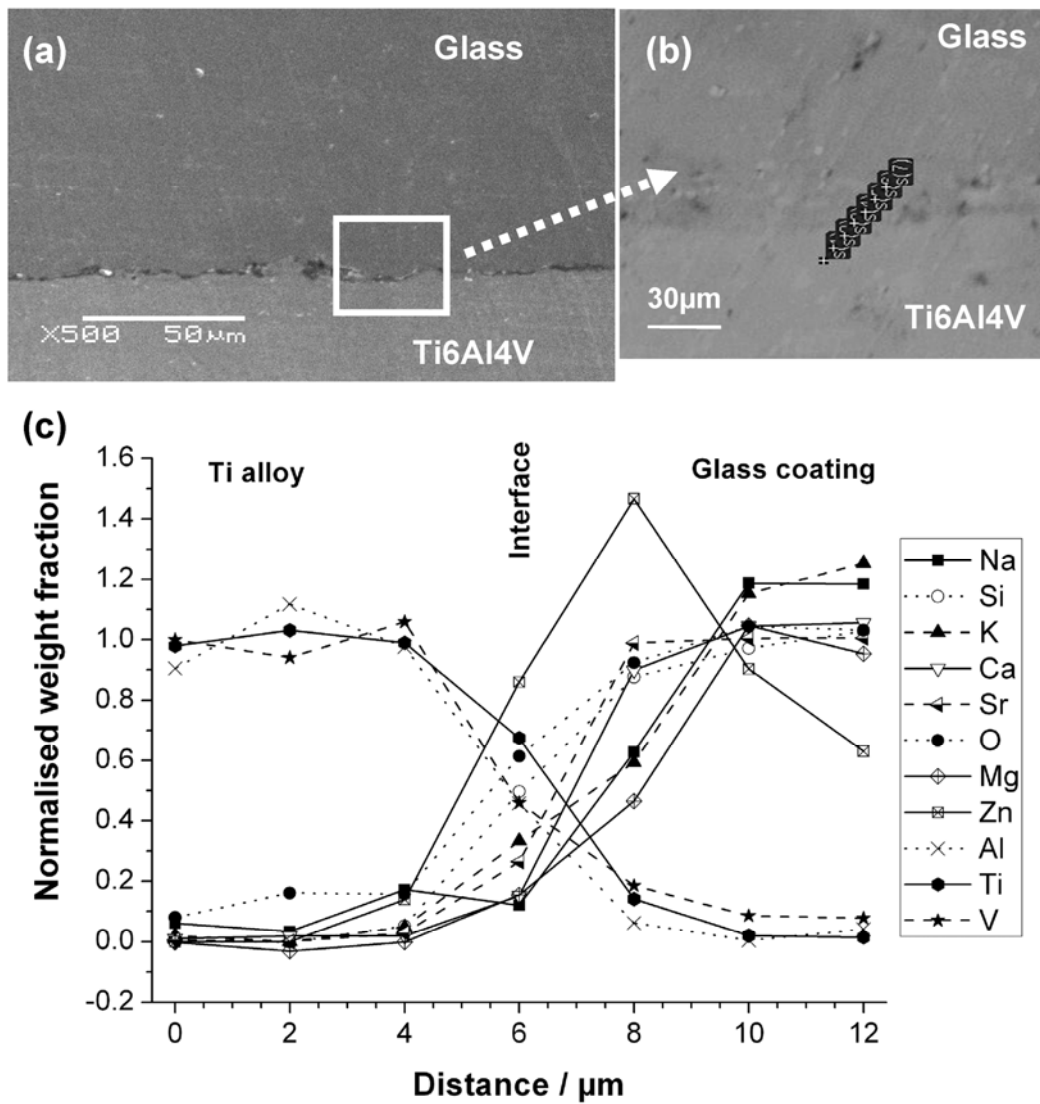 (a)
Glass
X500 50μm
Ti6Al4V
(b)
Glass
30μm
Ti6Al4V
(c)
Normalised weight fraction
1.6
1.4
1.2
1.0
0.8
0.6
0.4
0.2
0.0
-0.2
Ti alloy
Interface
Glass coating
Na
Si
K
Ca
Sr
O
Mg
Zn
Al
Ti
V
0 2 4 6 8 10 12
Distance / μm